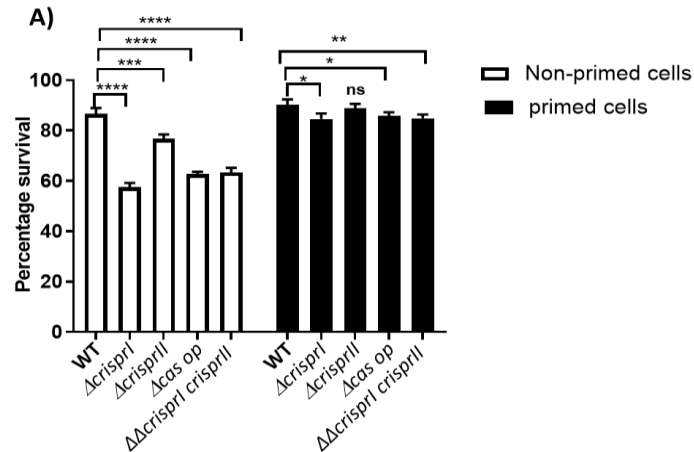 A)
****
****
***
****
**
*
*
ns
Non-primed cells
primed cells
Percentage survival
100
80
60
40
20
0
WT
ΔcrisprI
ΔcrisprII
Δcas op
ΔΔcrisprI crisprII
WT
ΔcrisprI
ΔcrisprII
Δcas op
ΔΔcrisprI crisprII